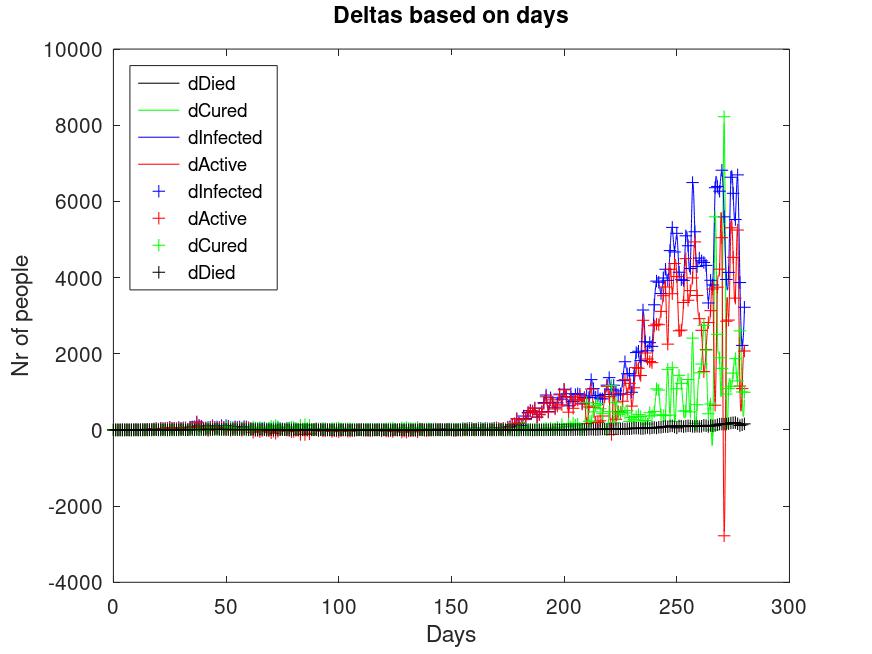 Deltas based on days
10000
8000
6000
4000
2000
0
-2000
-4000
Nr of people
dDied
dCured
dInfected
dActive
dInfected
dActive
dCured
dDied
0 50 100 150 200 250 300
Days